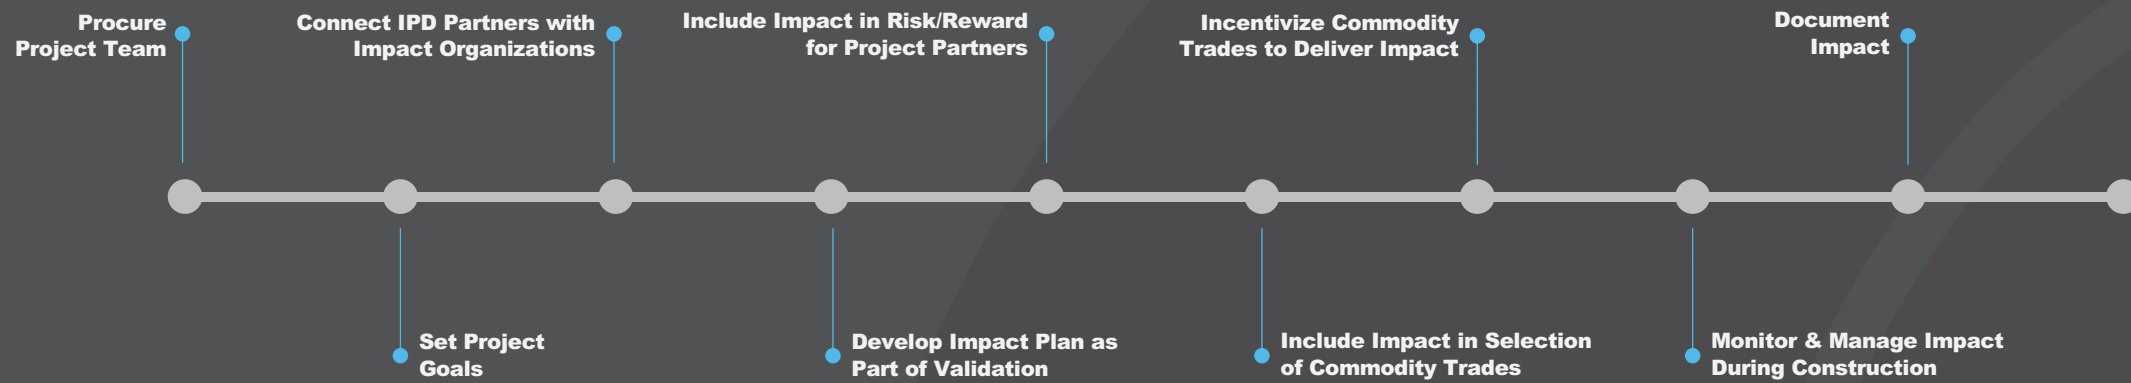 Procure
Project Team
Connect IPD Partners with
Impact Organizations
Include Impact in Risk/Reward
for Project Partners
Incentivize Commodity
Trades to Deliver Impact
Document
Impact
Set Project
Goals
Develop Impact Plan as
Part of Validation
Include Impact in Selection
of Commodity Trades
Monitor & Manage Impact
During Construction